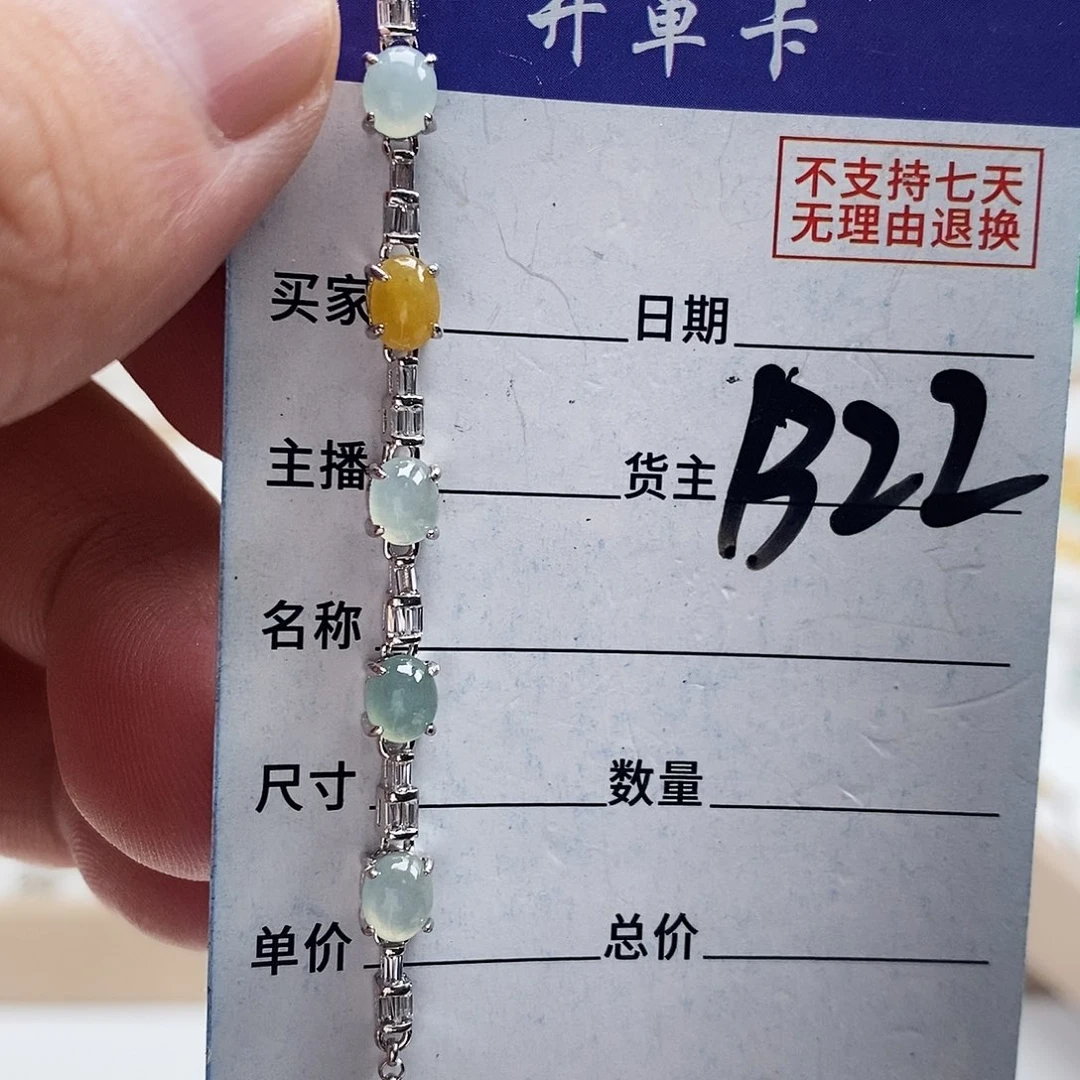 开单卡
不支持七天
无理由退换
买家 日期
主播 货主 B22
名称
尺寸 数量
单价 总价